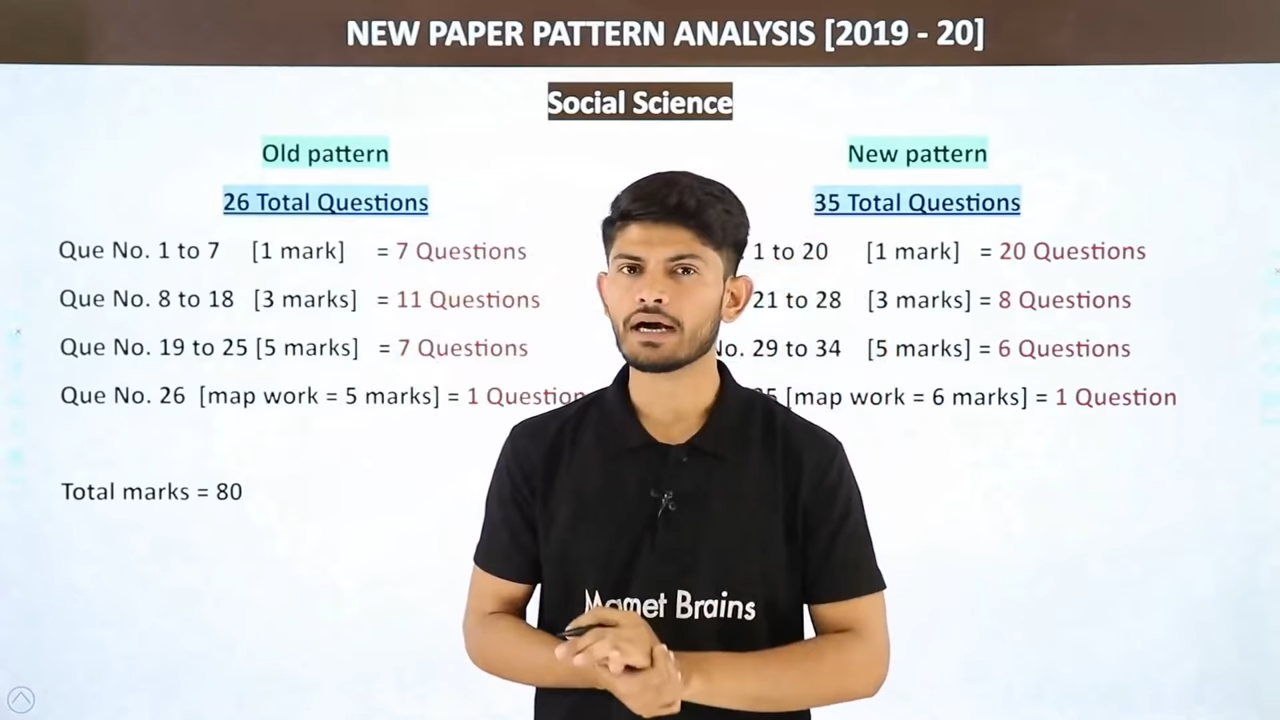 NEW PAPER PATTERN ANALYSIS [2019 - 20]
Social Science
Old pattern
26 Total Questions
Que No. 1 to 7 [1 mark] = 7 Questions
Que No. 8 to 18 [3 marks] = 11 Questions
Que No. 19 to 25 [5 marks] = 7 Questions
Que No. 26 [map work = 5 marks] = 1 Question
Total marks = 80
New pattern
35 Total Questions
1 to 20 [1 mark] = 20 Questions
21 to 28 [3 marks] = 8 Questions
No. 29 to 34 [5 marks] = 6 Questions
[map work = 6 marks] = 1 Question
Magnet Brains